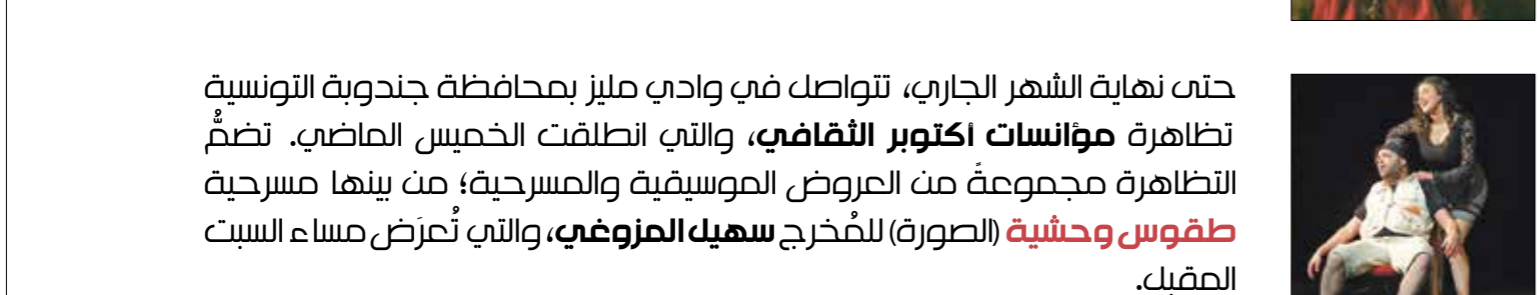 حتى نهاية الشهر الجاري، تتواصل في وادي مليز بمحافظة جندوبة التونسية
تظاهرة مؤانسات أكتوبر الثقافي، والتي انطلقت الخميس الماضي. تضمُّ
التظاهرة مجموعةً من العروض الموسيقية والمسرحية؛ من بينها مسرحية
طقوس وحشية (الصورة) للمُخرج سهيل المزوغي، والتي تُعرَض مساء السبت
المقبل.